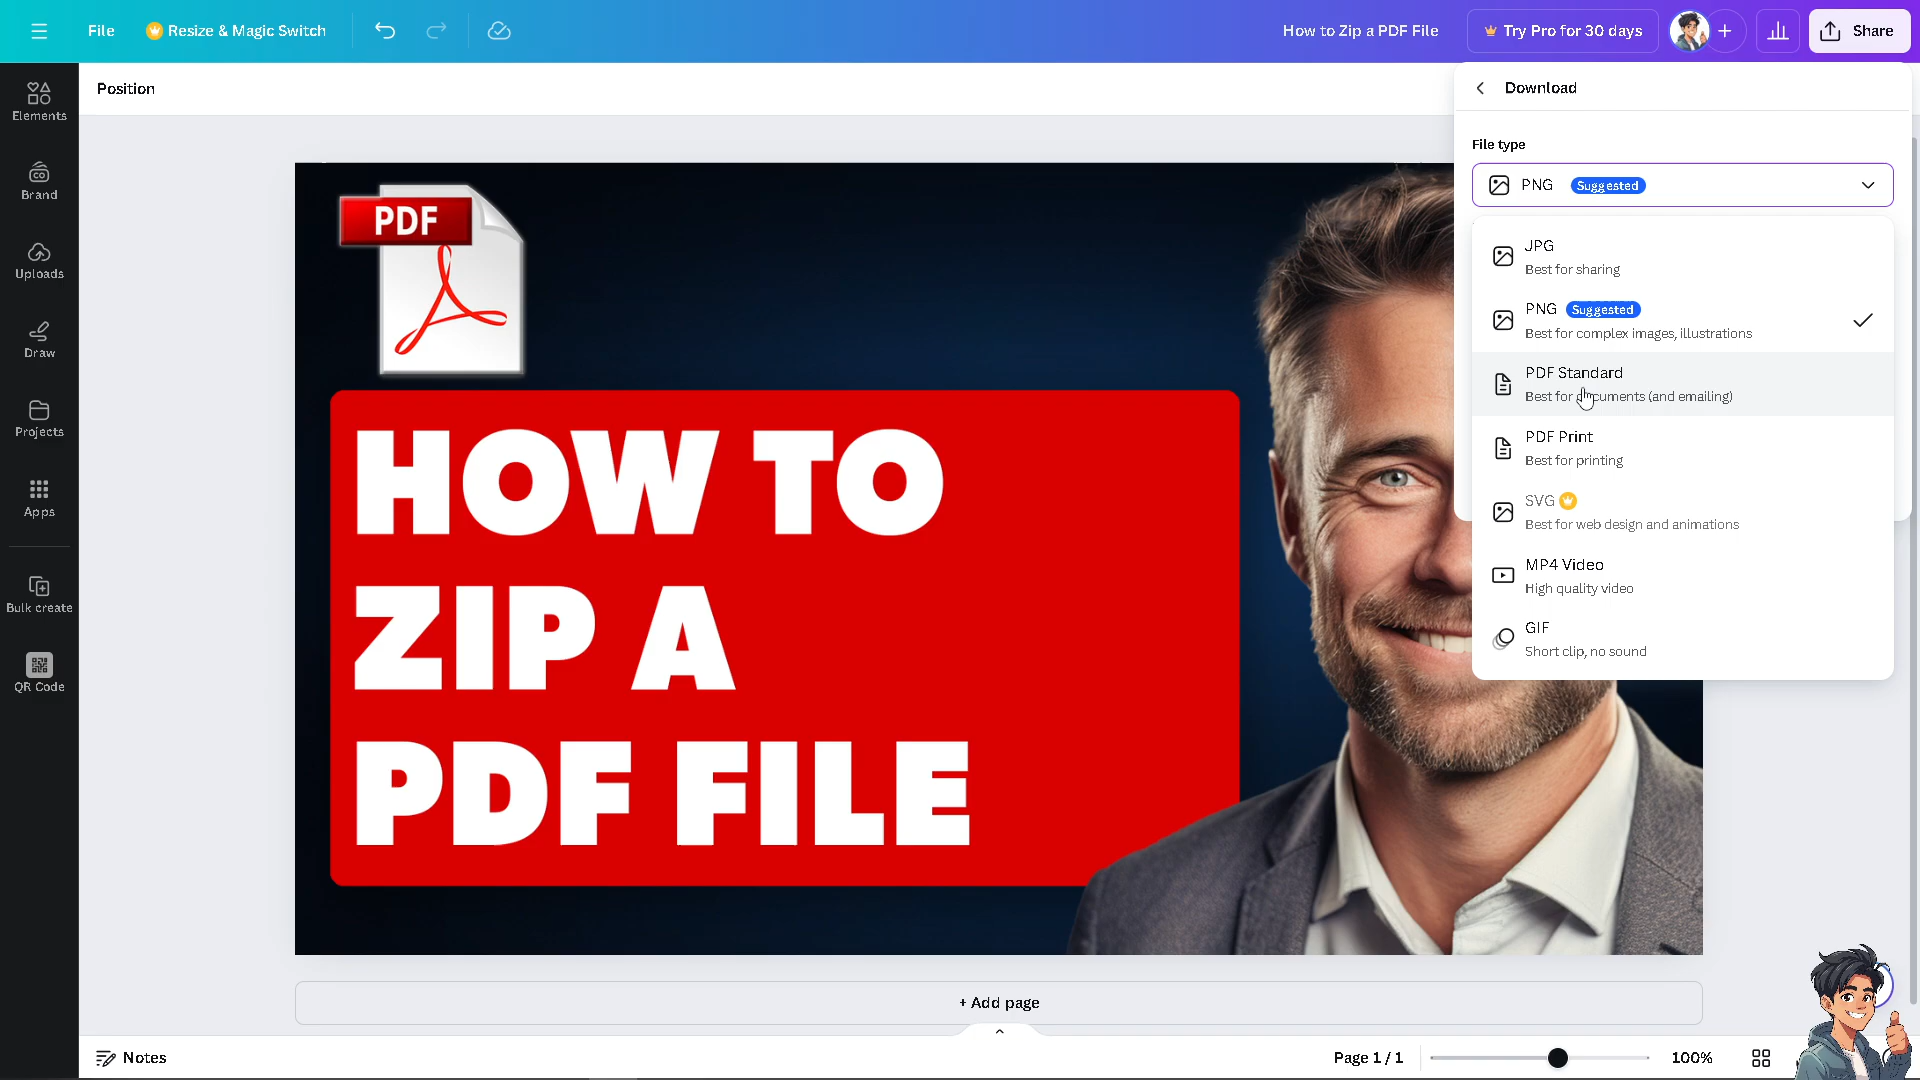 File
Resize & Magic Switch
How to Zip a PDF File
Try Pro for 30 days
Share
Position
Elements
Brand
Uploads
Draw
Projects
Apps
Bulk create
QR Code
PDF
HOW TO
ZIP A
PDF FILE
+ Add page
Download
File type
PNG Suggested
JPG
Best for sharing
PNG Suggested
Best for complex images, illustrations
PDF Standard
Best for documents (and emailing)
PDF Print
Best for printing
SVG
Best for web design and animations
MP4 Video
High quality video
GIF
Short clip, no sound
Notes
Page 1 / 1
100%